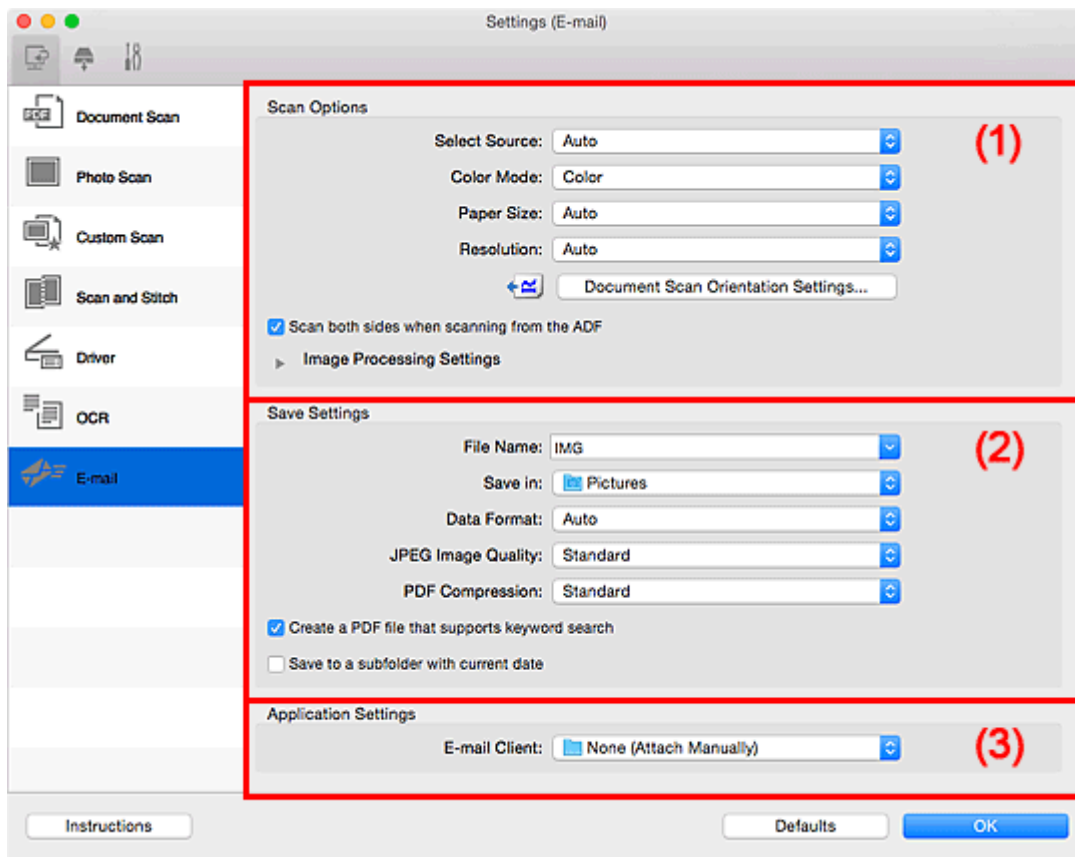 Settings (E-mail)
Document Scan
Photo Scan
Custom Scan
Scan and Stitch
Driver
OCR
E-mail
Scan Options
(1)
Select Source: Auto
Color Mode: Color
Paper Size: Auto
Resolution: Auto
Document Scan Orientation Settings...
Scan both sides when scanning from the ADF
Image Processing Settings
Save Settings
(2)
File Name: IMG
Save in: Pictures
Data Format: Auto
JPEG Image Quality: Standard
PDF Compression: Standard
Create a PDF file that supports keyword search
Save to a subfolder with current date
Application Settings
(3)
E-mail Client: None (Attach Manually)
Instructions
Defaults
OK